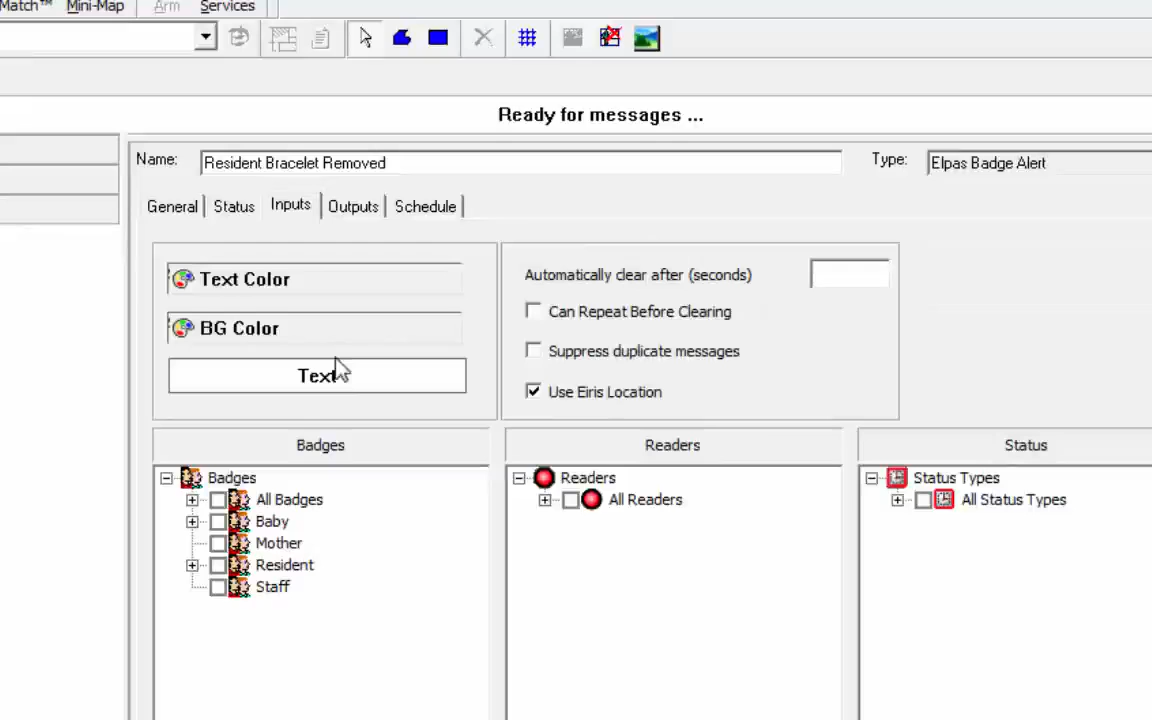 Match™ Mini-Map Arm Services
Ready for messages ...
Name: Resident Bracelet Removed Type: Elpas Badge Alert
General Status Inputs Outputs Schedule
Text Color
BG Color
Text
Automatically clear after (seconds)
Can Repeat Before Clearing
Suppress duplicate messages
Use Eiris Location
Badges Readers Status
Badges
All Badges
Baby
Mother
Resident
Staff
Readers
All Readers
Status Types
All Status Types